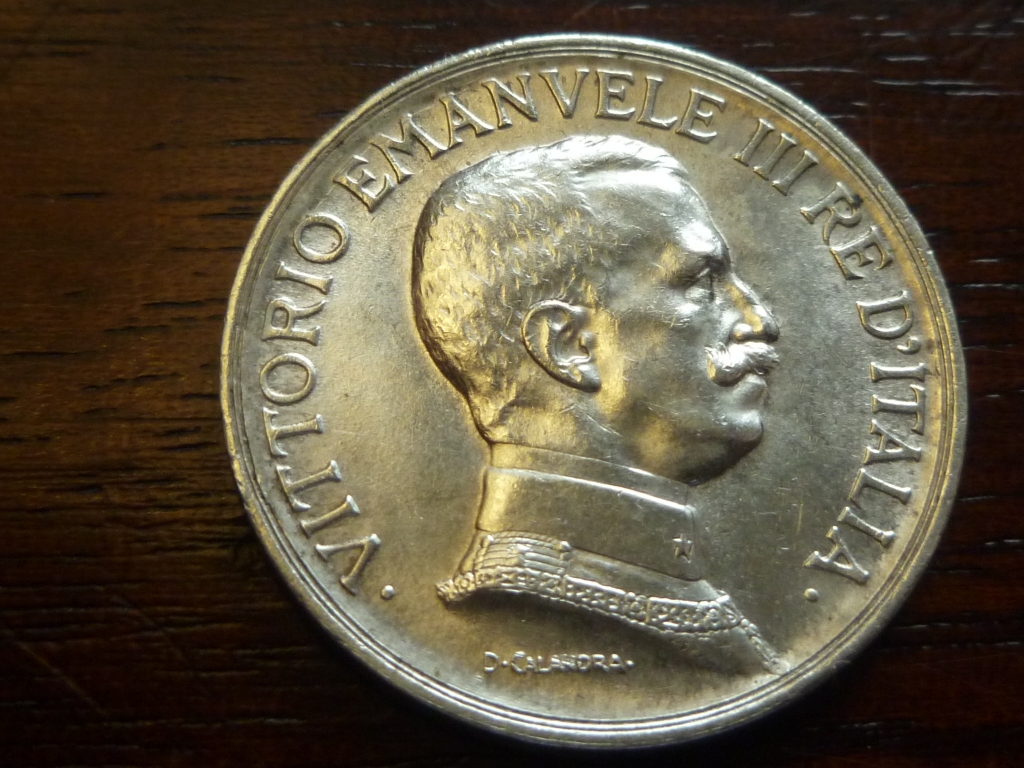 · VITTORIO EMANVELE III RE D'ITALIA ·
D·CALANDRA·